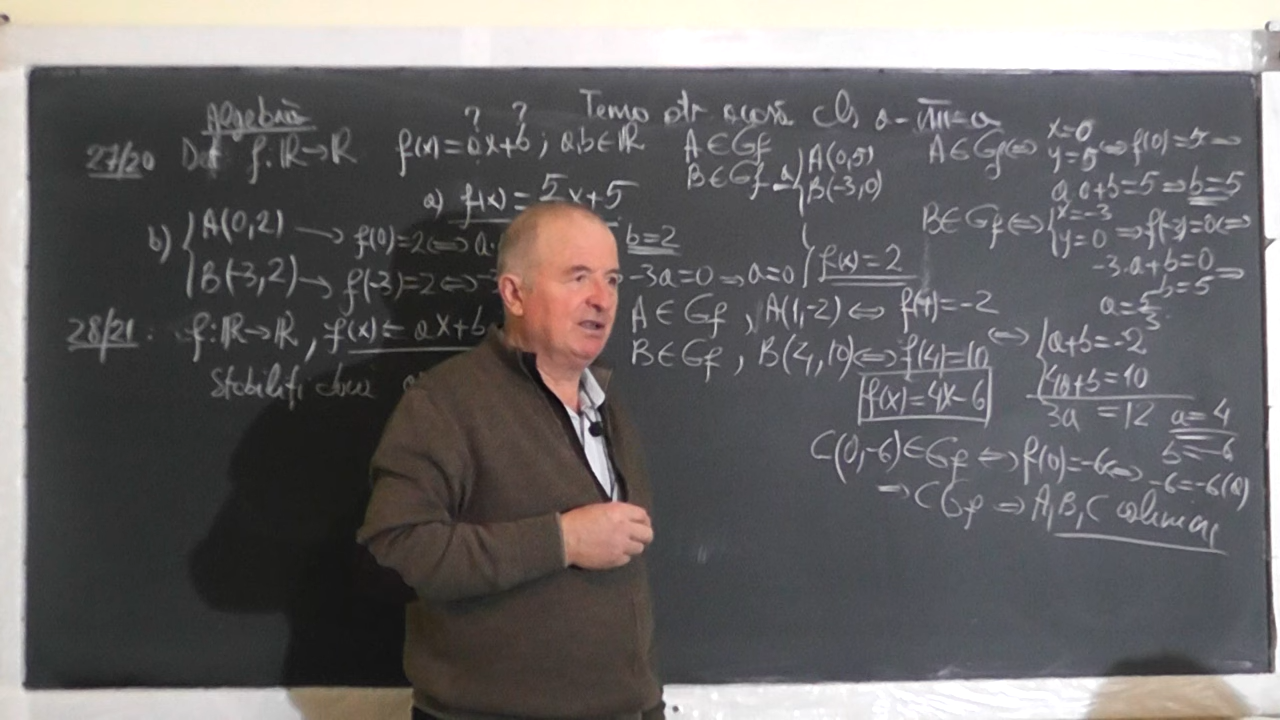 Algebră Temă ptr acasă cls a-VIII-a
? ?
27/20 Def f:ℝ→ℝ f(x)=ax+b ; a,b∈ℝ A∈Gf
B∈Gf a) { A(0,5)
B(-3,0)
A∈Gf⇔ x=0
y=5 ⇒f(0)=5⇒
a.0+b=5⇒b=5
B∈Gf⇔ { x=-3
y=0 ⇒f(-3)=0⇒
-3.a+b=0
b=5 ⇒
a=5/3
a) f(x)=5/3x+5
b) { A(0,2) → f(0)=2⇔a. b=2
B(-3,2)→ f(-3)=2⇔- -3a=0⇒a=0 f(x)=2
28/21. f:ℝ→ℝ, f(x)=ax+b A∈Gf, A(1,-2)⇔ f(1)=-2
B∈Gf, B(4,10)⇔f(4)=10
⇔ { a+b=-2
4a+b=10
3a =12 a=4
b=-6
Stabiliți dacă
f(x)=4x-6
C(0,-6)∈Gf⇔f(0)=-6⇔ -6=-6(A)
⇒C Gf⇒A,B,C